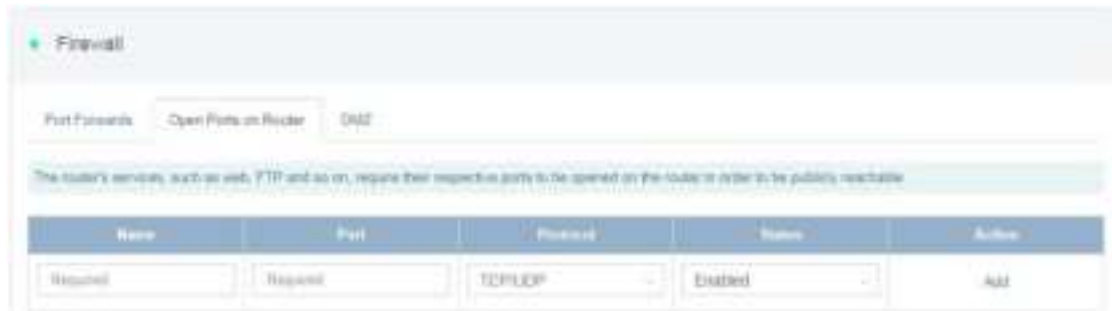 Firewall
Port Forwards Open Ports on Router DMZ
The router's services, such as web, FTP and so on, require their respective ports to be opened on the router in order to be publicly reachable
Name Port Protocol Status Action
Required Required TCP/UDP Enabled Add